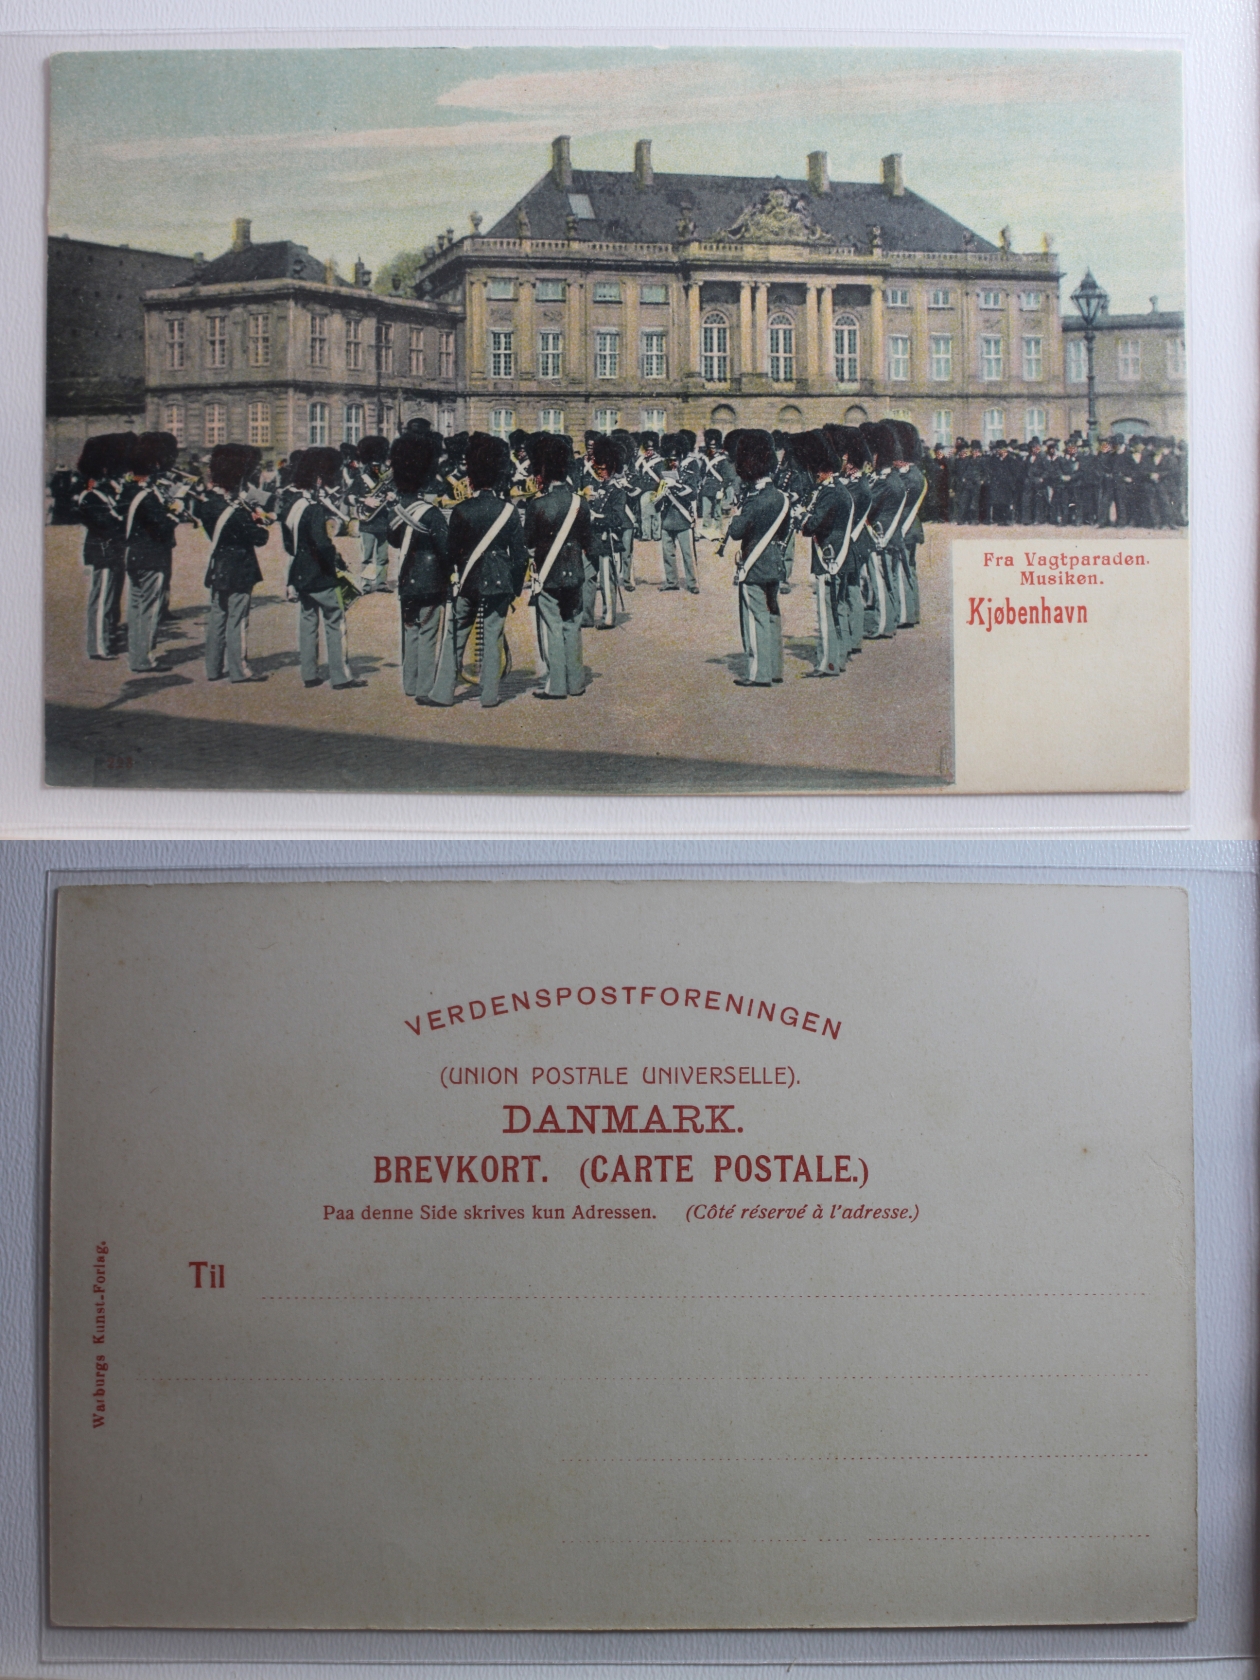 Fra Vagtparaden.
Musiken.
Kjøbenhavn
VERDENSPOSTFORENINGEN
(UNION POSTALE UNIVERSELLE).
DANMARK.
BREVKORT. (CARTE POSTALE.)
Paa denne Side skrives kun Adressen. (Côté réservé à l'adresse.)
Til
Warburgs Kunst-Forlag.